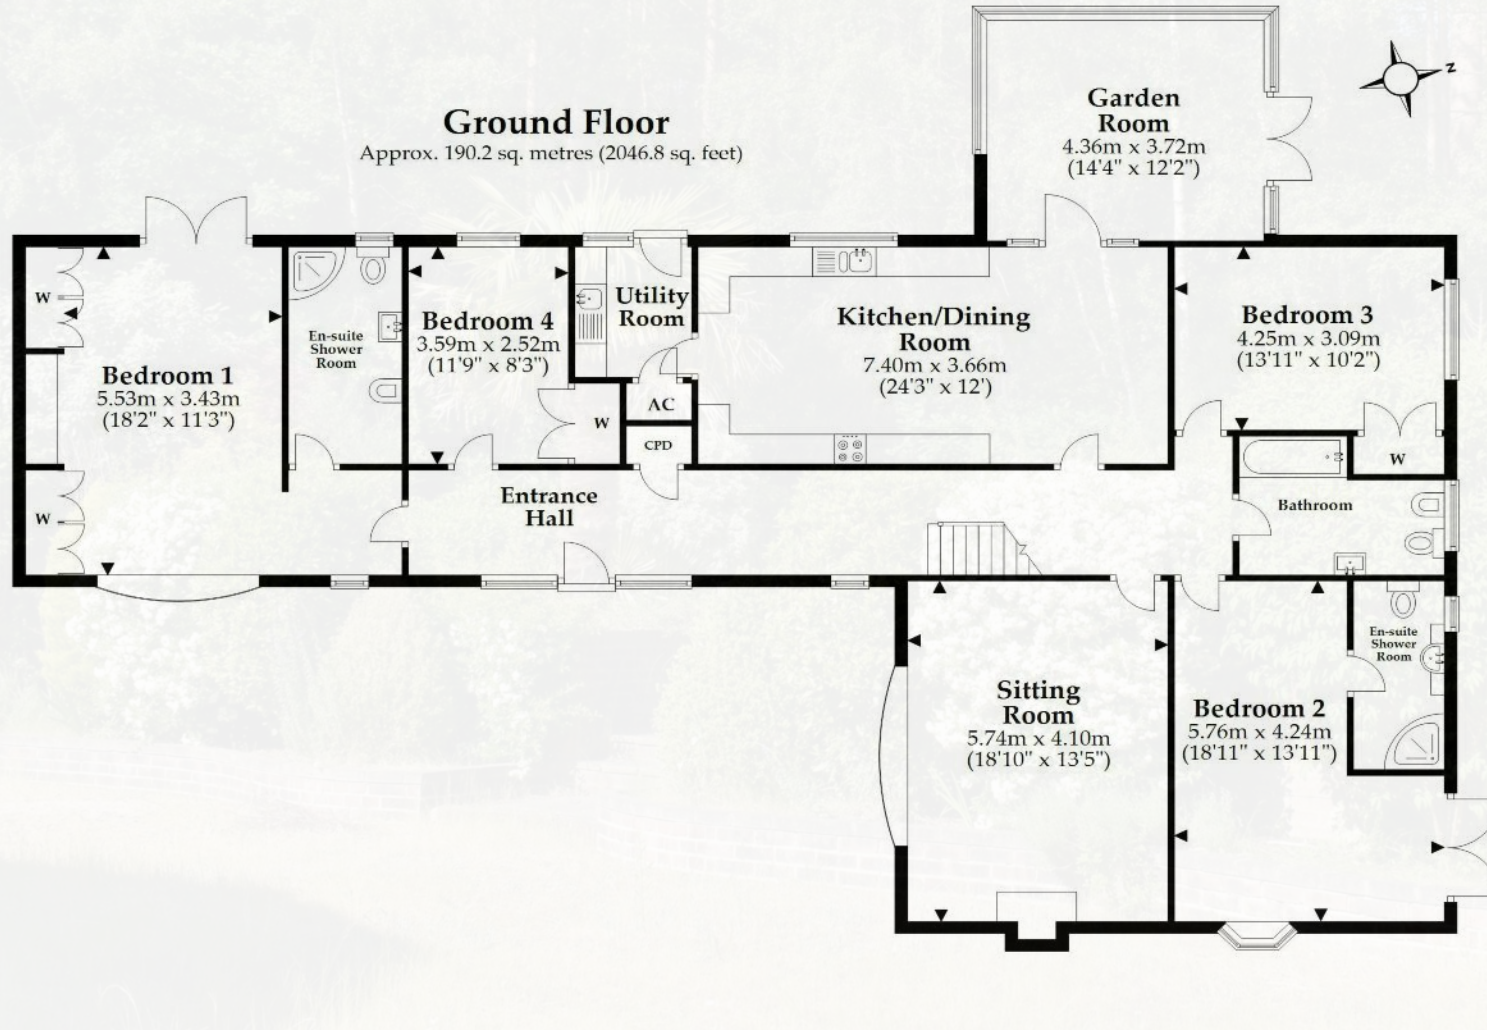 Ground Floor
Approx. 190.2 sq. metres (2046.8 sq. feet)
Garden
Room
4.36m x 3.72m
(14'4" x 12'2")
Z
W
Bedroom 1
5.53m x 3.43m
(18'2" x 11'3")
W
En-suite
Shower
Room
Bedroom 4
3.59m x 2.52m
(11'9" x 8'3")
W
Utility
Room
AC
CPD
Kitchen/Dining
Room
7.40m x 3.66m
(24'3" x 12')
Bedroom 3
4.25m x 3.09m
(13'11" x 10'2")
W
Entrance
Hall
Bathroom
Sitting
Room
5.74m x 4.10m
(18'10" x 13'5")
Bedroom 2
5.76m x 4.24m
(18'11" x 13'11")
En-suite
Shower
Room